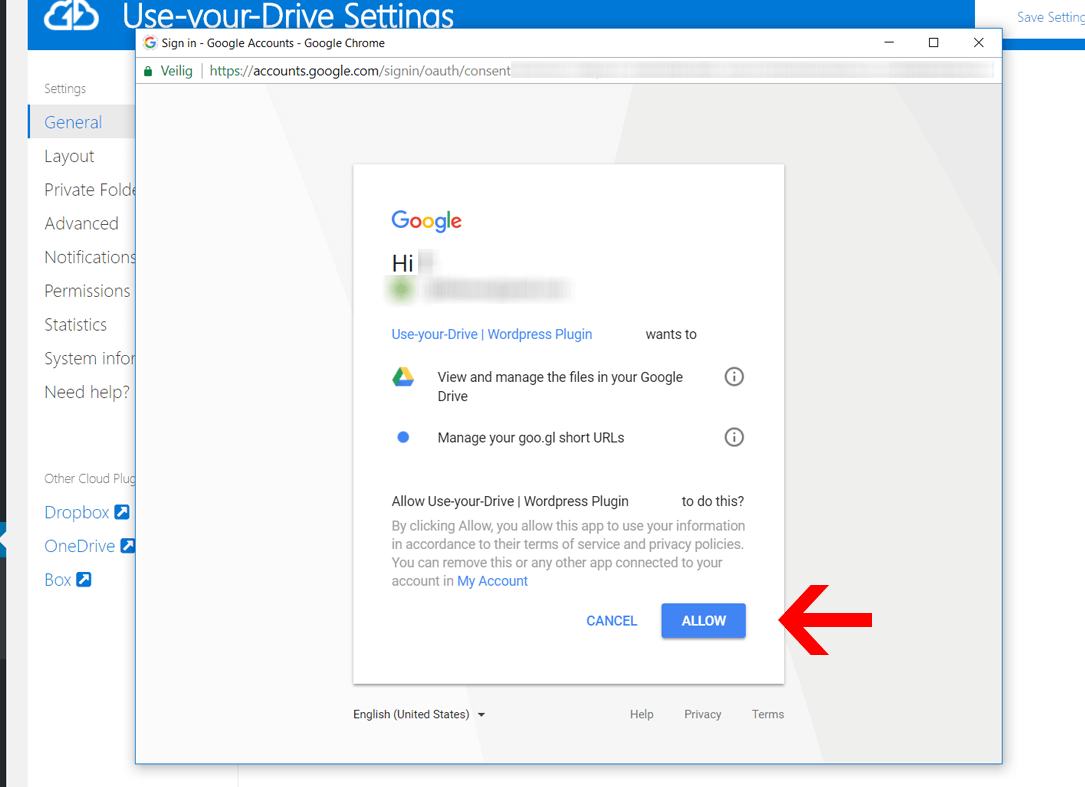 Use-your-Drive Settings
Save Setting
Sign in - Google Accounts - Google Chrome
Veilig | https://accounts.google.com/signin/oauth/consent
Settings
General
Layout
Private Folde
Advanced
Notifications
Permissions
Statistics
System infor
Need help?
Other Cloud Plug
Dropbox
OneDrive
Box
Google
Hi
Use-your-Drive | Wordpress Plugin wants to
View and manage the files in your Google
Drive
Manage your goo.gl short URLs
Allow Use-your-Drive | Wordpress Plugin to do this?
By clicking Allow, you allow this app to use your information
in accordance to their terms of service and privacy policies.
You can remove this or any other app connected to your
account in My Account
CANCEL ALLOW
English (United States) Help Privacy Terms